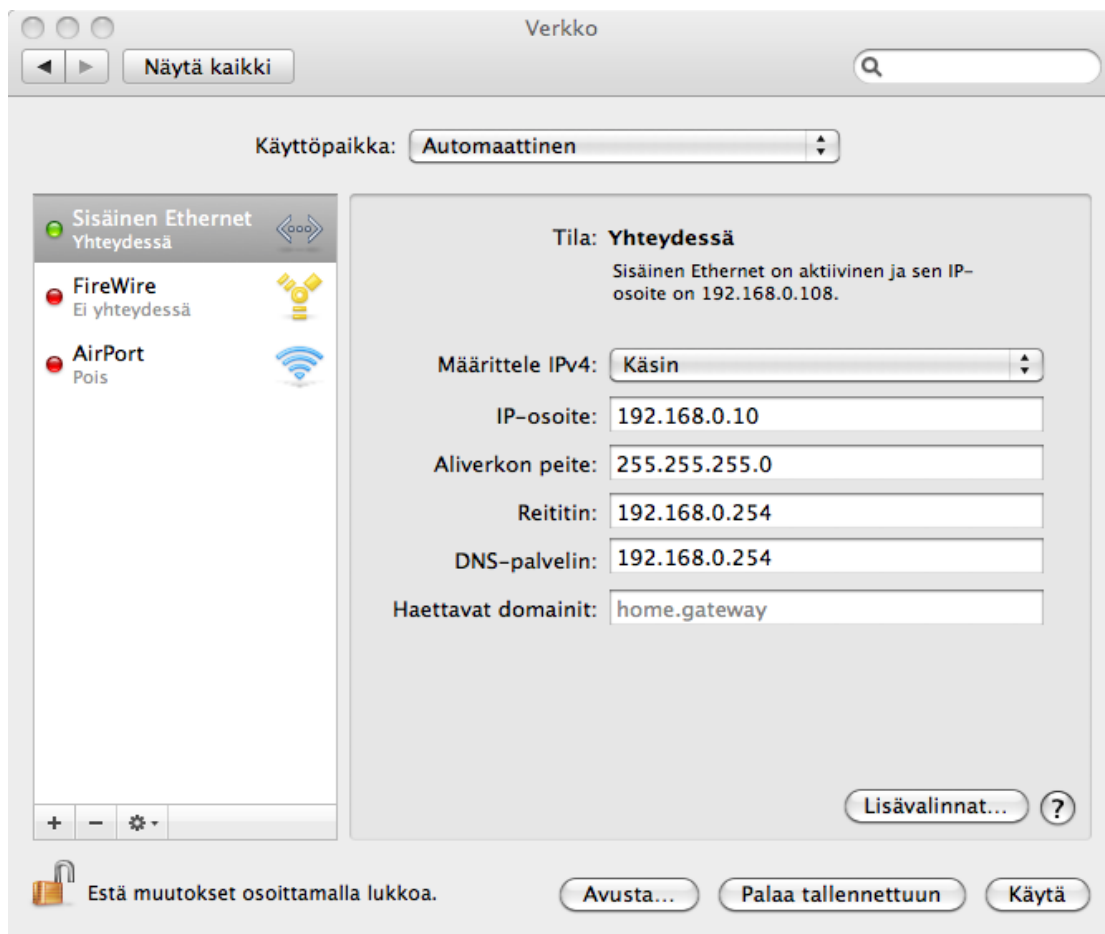 Verkko
Näytä kaikki
Käyttöpaikka: Automaattinen
Sisäinen Ethernet
Yhteydessä
FireWire
Ei yhteydessä
AirPort
Pois
Tila: Yhteydessä
Sisäinen Ethernet on aktiivinen ja sen IP-
osoite on 192.168.0.108.
Määrittele IPv4: Käsin
IP-osoite: 192.168.0.10
Aliverkon peite: 255.255.255.0
Reititin: 192.168.0.254
DNS-palvelin: 192.168.0.254
Haettavat domainit: home.gateway
Lisävalinnat... ?
Estä muutokset osoittamalla lukkoa.
Avusta... Palaa tallennettuun Käytä